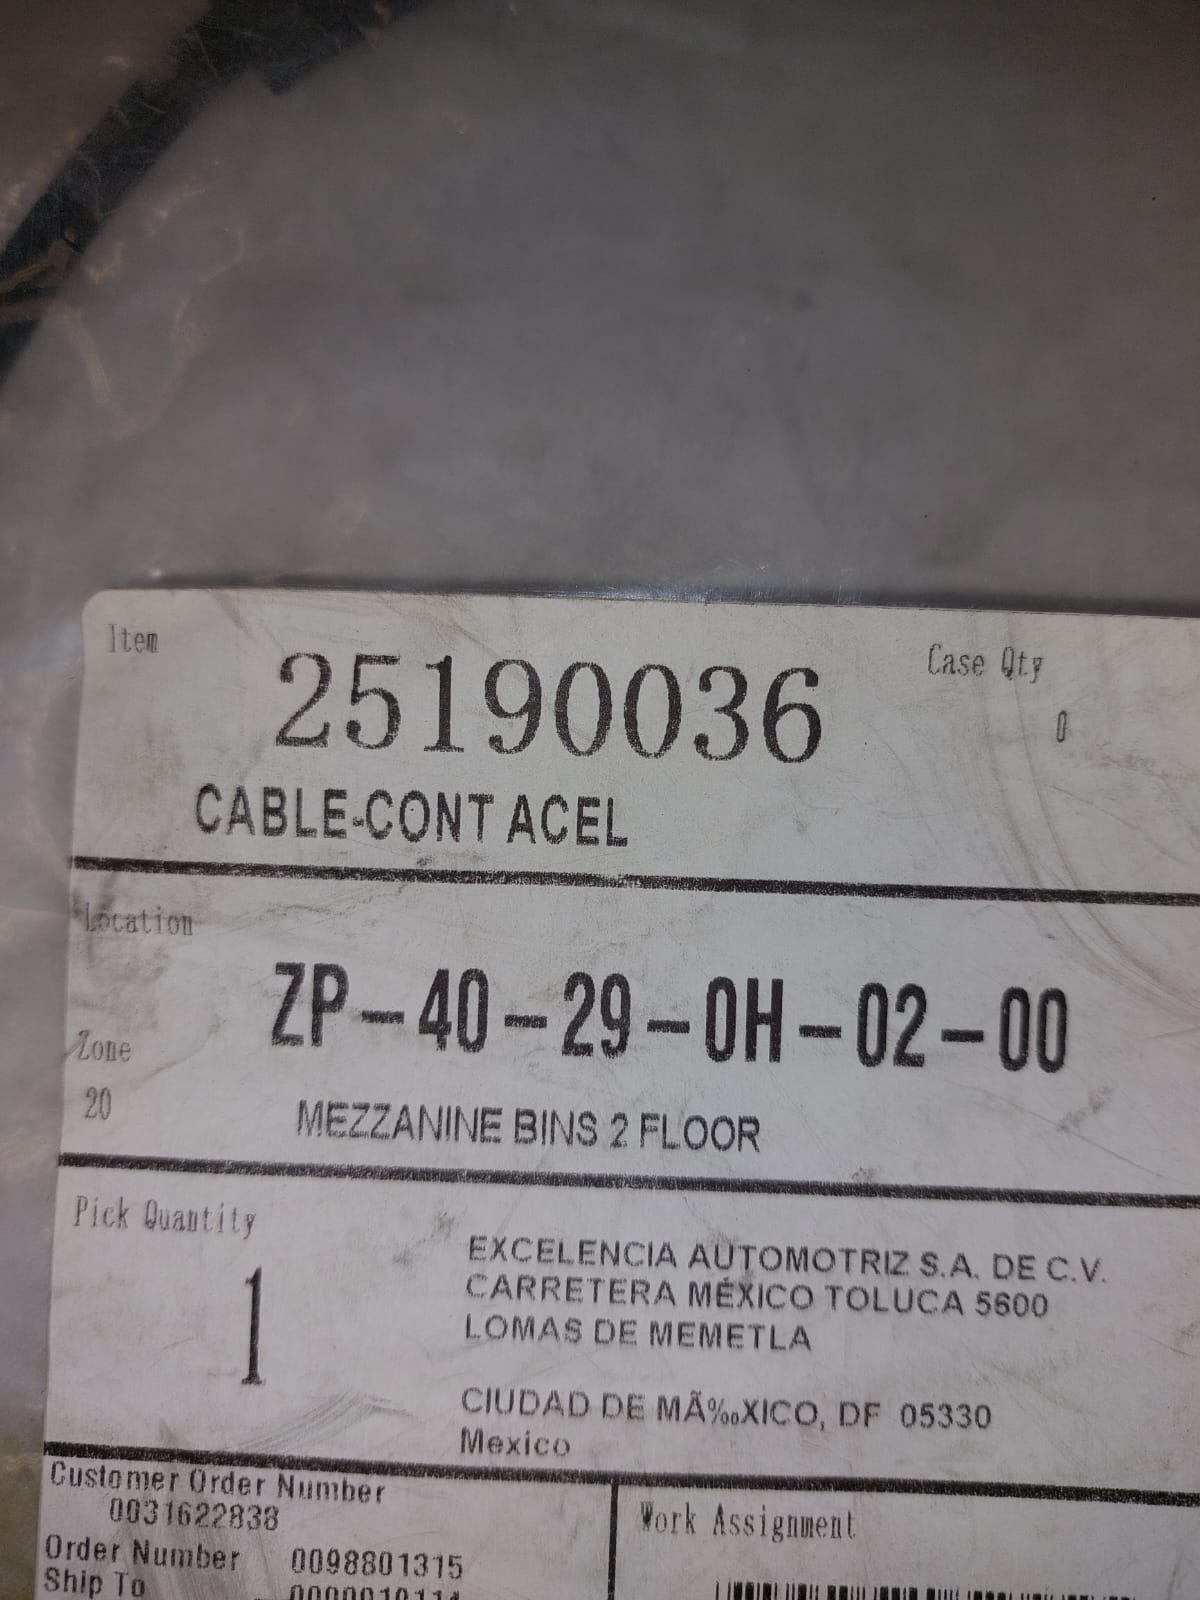 Item
25190036
Case Qty
0
CABLE-CONT ACEL
Location
ZP-40-29-0H-02-00
Zone
20
MEZZANINE BINS 2 FLOOR
Pick Quantity
1
EXCELENCIA AUTOMOTRIZ S.A. DE C.V.
CARRETERA MÉXICO TOLUCA 5600
LOMAS DE MEMETLA
CIUDAD DE MÃ‰XICO, DF 05330
Mexico
Customer Order Number
0031622838
Order Number 0098801315
Ship To
Work Assignment